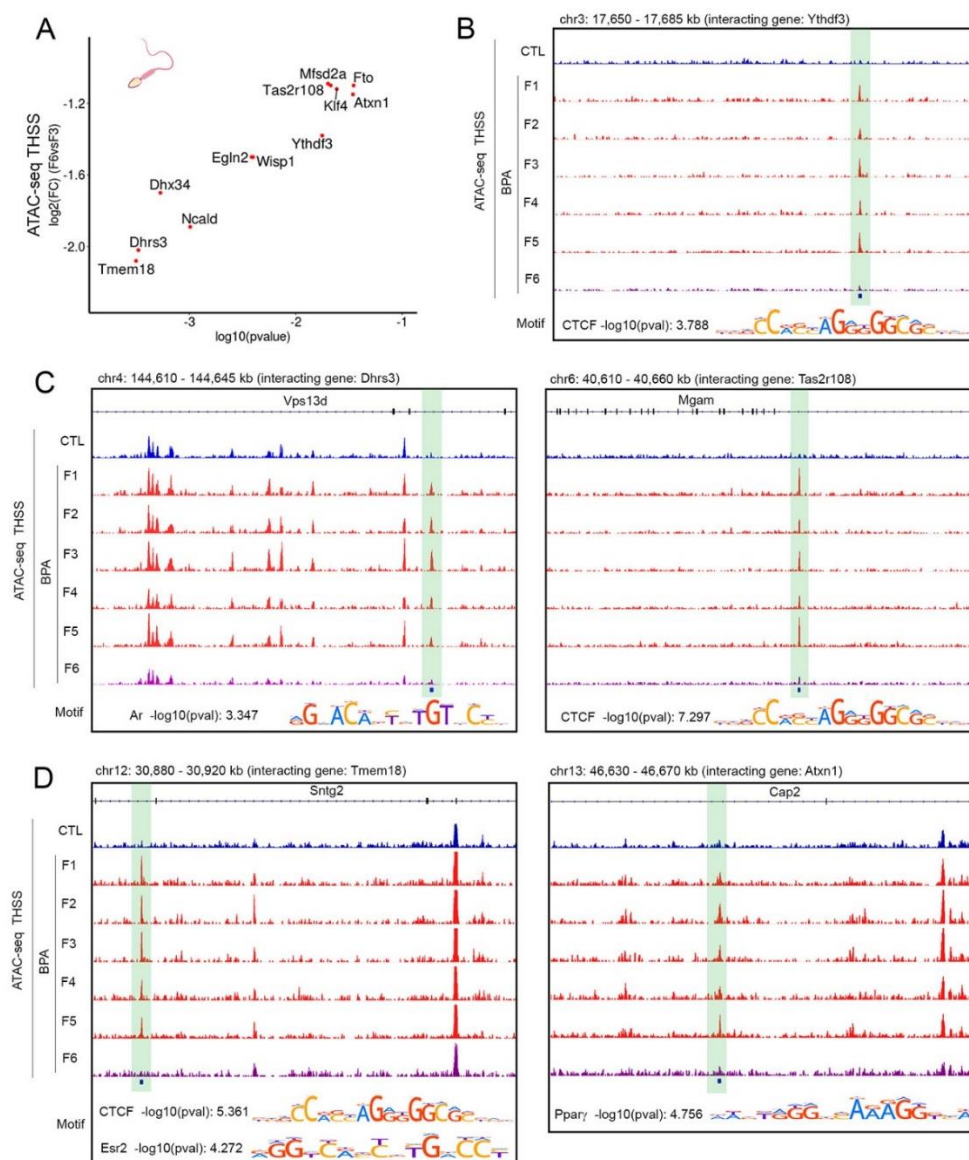 A
ATAC-seq THSS
log2(FC) (F6vsF3)
-1.2
-1.6
-2.0
Mfsd2a
Fto
Tas2r108
Klf4
Atxn1
Ythdf3
Egln2
Wisp1
Dhx34
Ncald
Dhrs3
Tmem18
-3
-2
-1
log10(pvalue)
B
chr3: 17,650 - 17,685 kb (interacting gene: Ythdf3)
ATAC-seq THSS
BPA
CTL
F1
F2
F3
F4
F5
F6
Motif
CTCF -log10(pval): 3.788
C
chr4: 144,610 - 144,645 kb (interacting gene: Dhrs3)
Vps13d
ATAC-seq THSS
BPA
CTL
F1
F2
F3
F4
F5
F6
Motif
Ar -log10(pval): 3.347
chr6: 40,610 - 40,660 kb (interacting gene: Tas2r108)
Mgam
CTCF -log10(pval): 7.297
D
chr12: 30,880 - 30,920 kb (interacting gene: Tmem18)
Sntg2
ATAC-seq THSS
BPA
CTL
F1
F2
F3
F4
F5
F6
Motif
CTCF -log10(pval): 5.361
Esr2 -log10(pval): 4.272
chr13: 46,630 - 46,670 kb (interacting gene: Atxn1)
Cap2
Pparγ -log10(pval): 4.756